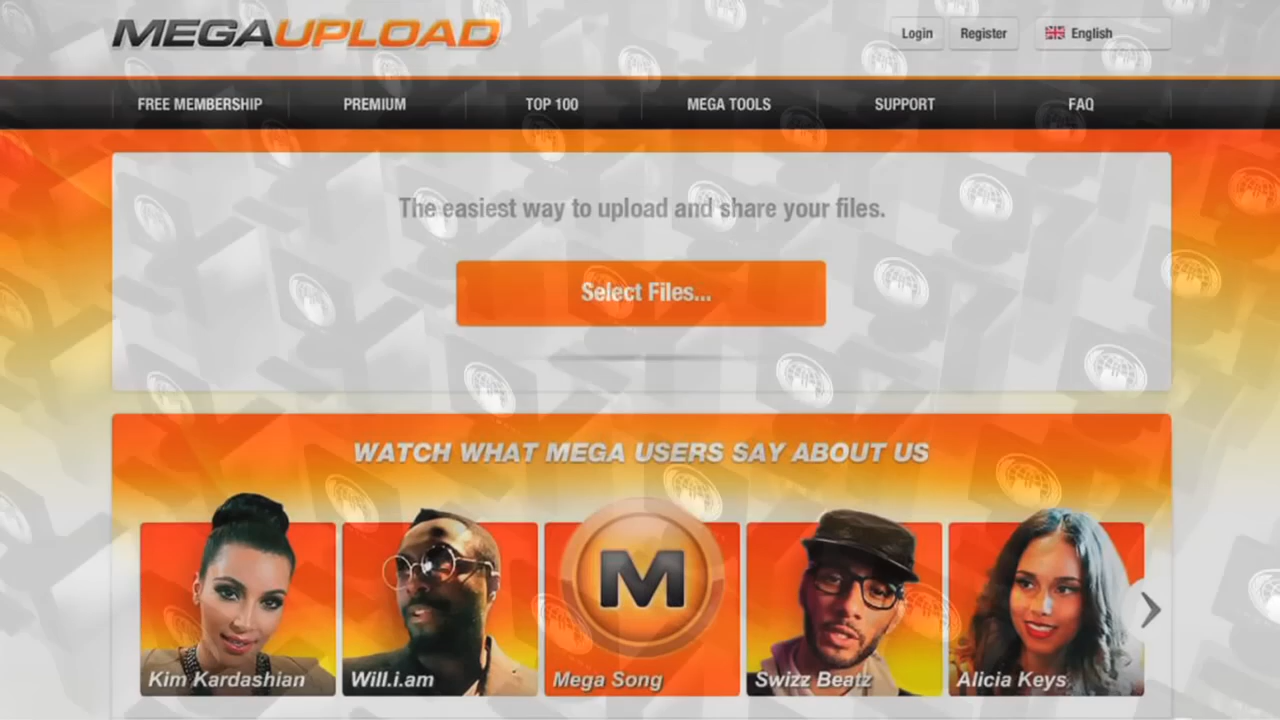 MEGAUPLOAD
Login Register English
FREE MEMBERSHIP PREMIUM TOP 100 MEGA TOOLS SUPPORT FAQ
The easiest way to upload and share your files.
Select Files...
WATCH WHAT MEGA USERS SAY ABOUT US
M
Kim Kardashian Will.i.am Mega Song Swizz Beatz Alicia Keys